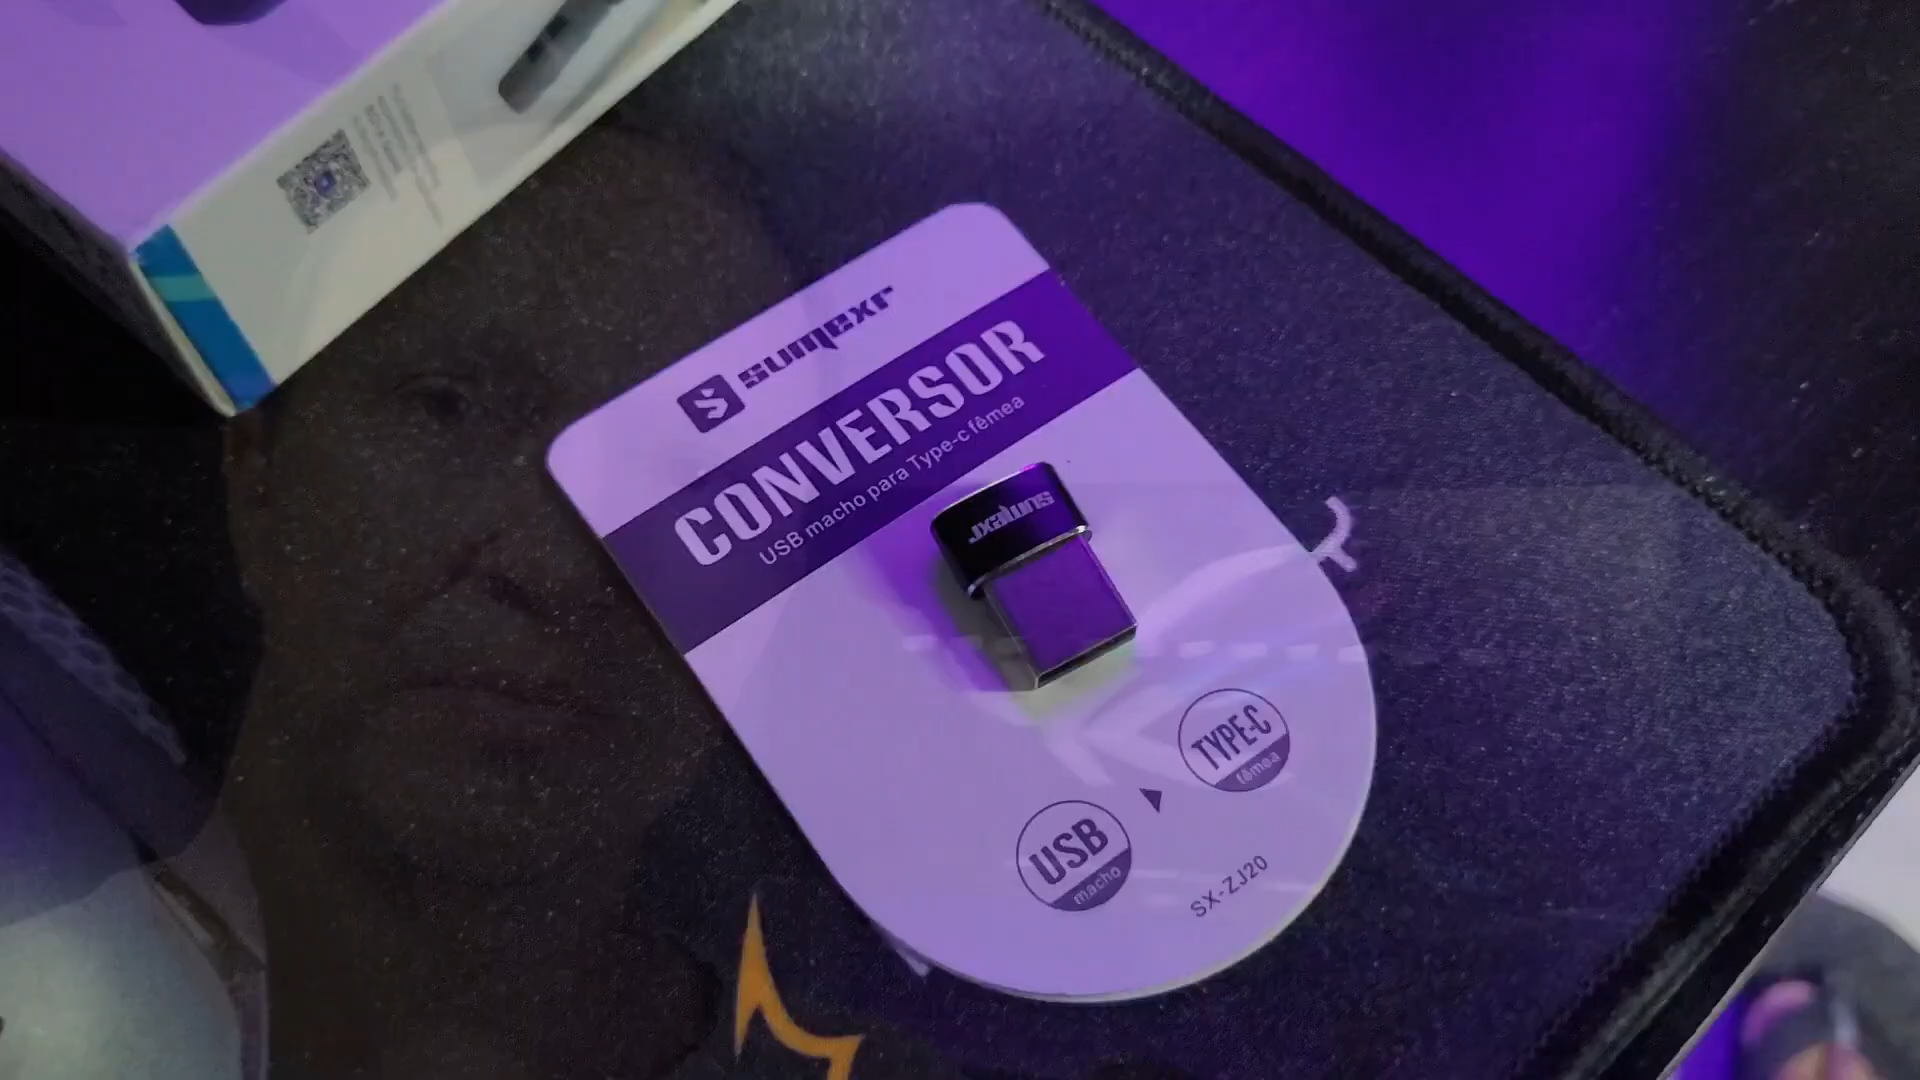 sumexr
CONVERSOR
USB macho para Type-c fêmea
sumexr
TYPE-C
fêmea
USB
macho
SX-ZJ20